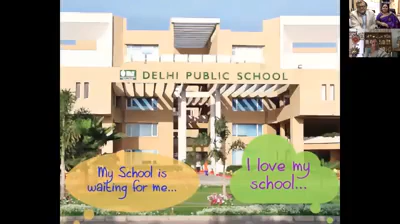 DELHI PUBLIC SCHOOL
My School is
waiting for me...
I love my
school...